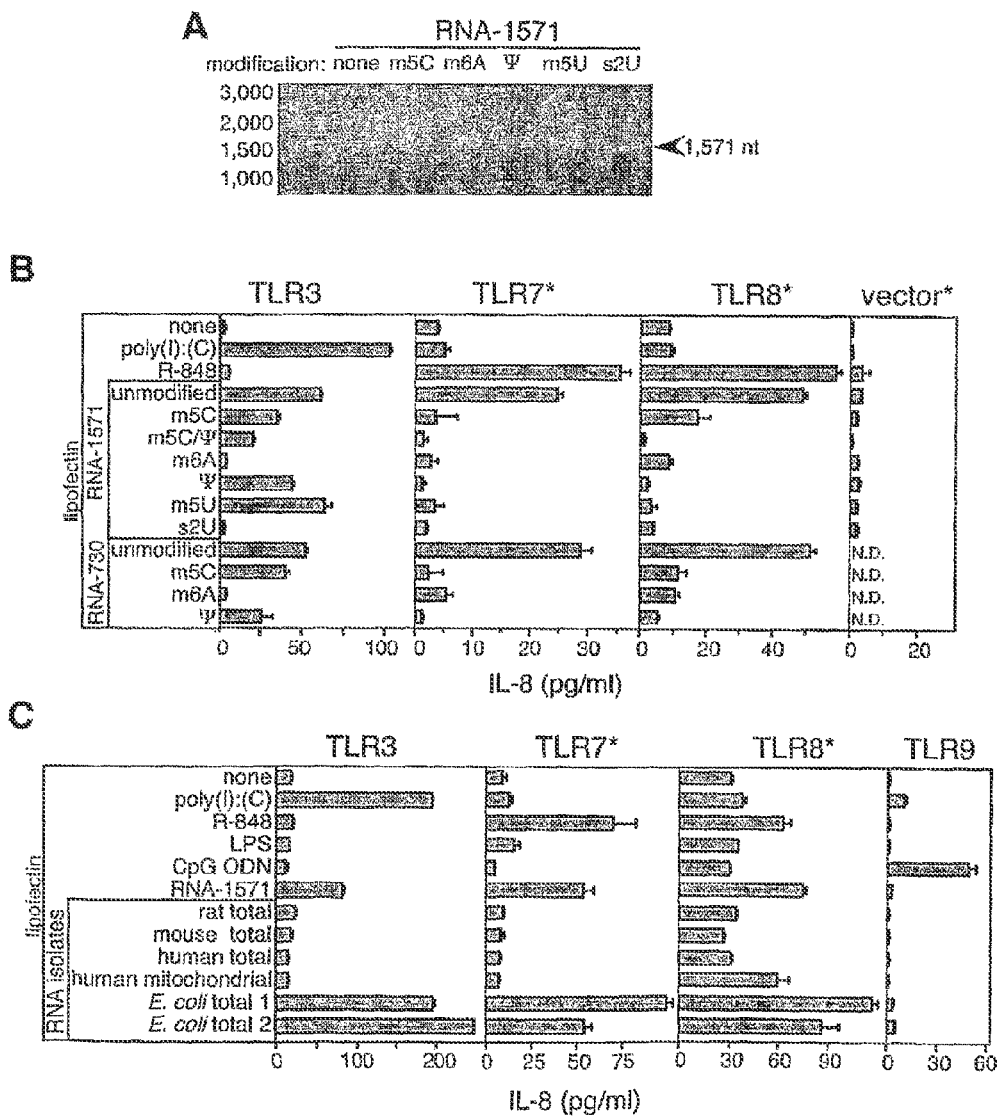 A
RNA-1571
modification: none m5C m6A Ψ m5U s2U
3,000
2,000
1,500
1,000
1,571 nt
B
TLR3 TLR7* TLR8* vector*
lipofectin
RNA-1571
RNA-730
none
poly(I):(C)
R-848
unmodified
m5C
m5C/Ψ
m6A
Ψ
m5U
s2U
unmodified N.D.
m5C N.D.
m6A N.D.
Ψ N.D.
0 50 100 0 10 20 30 0 20 40 0 20
IL-8 (pg/ml)
C
TLR3 TLR7* TLR8* TLR9
lipofectin
RNA isolates
none
poly(I):(C)
R-848
LPS
CpG ODN
RNA-1571
rat total
mouse total
human total
human mitochondrial
E. coli total 1
E. coli total 2
0 100 200 0 25 50 75 0 30 60 90 0 30 60
IL-8 (pg/ml)